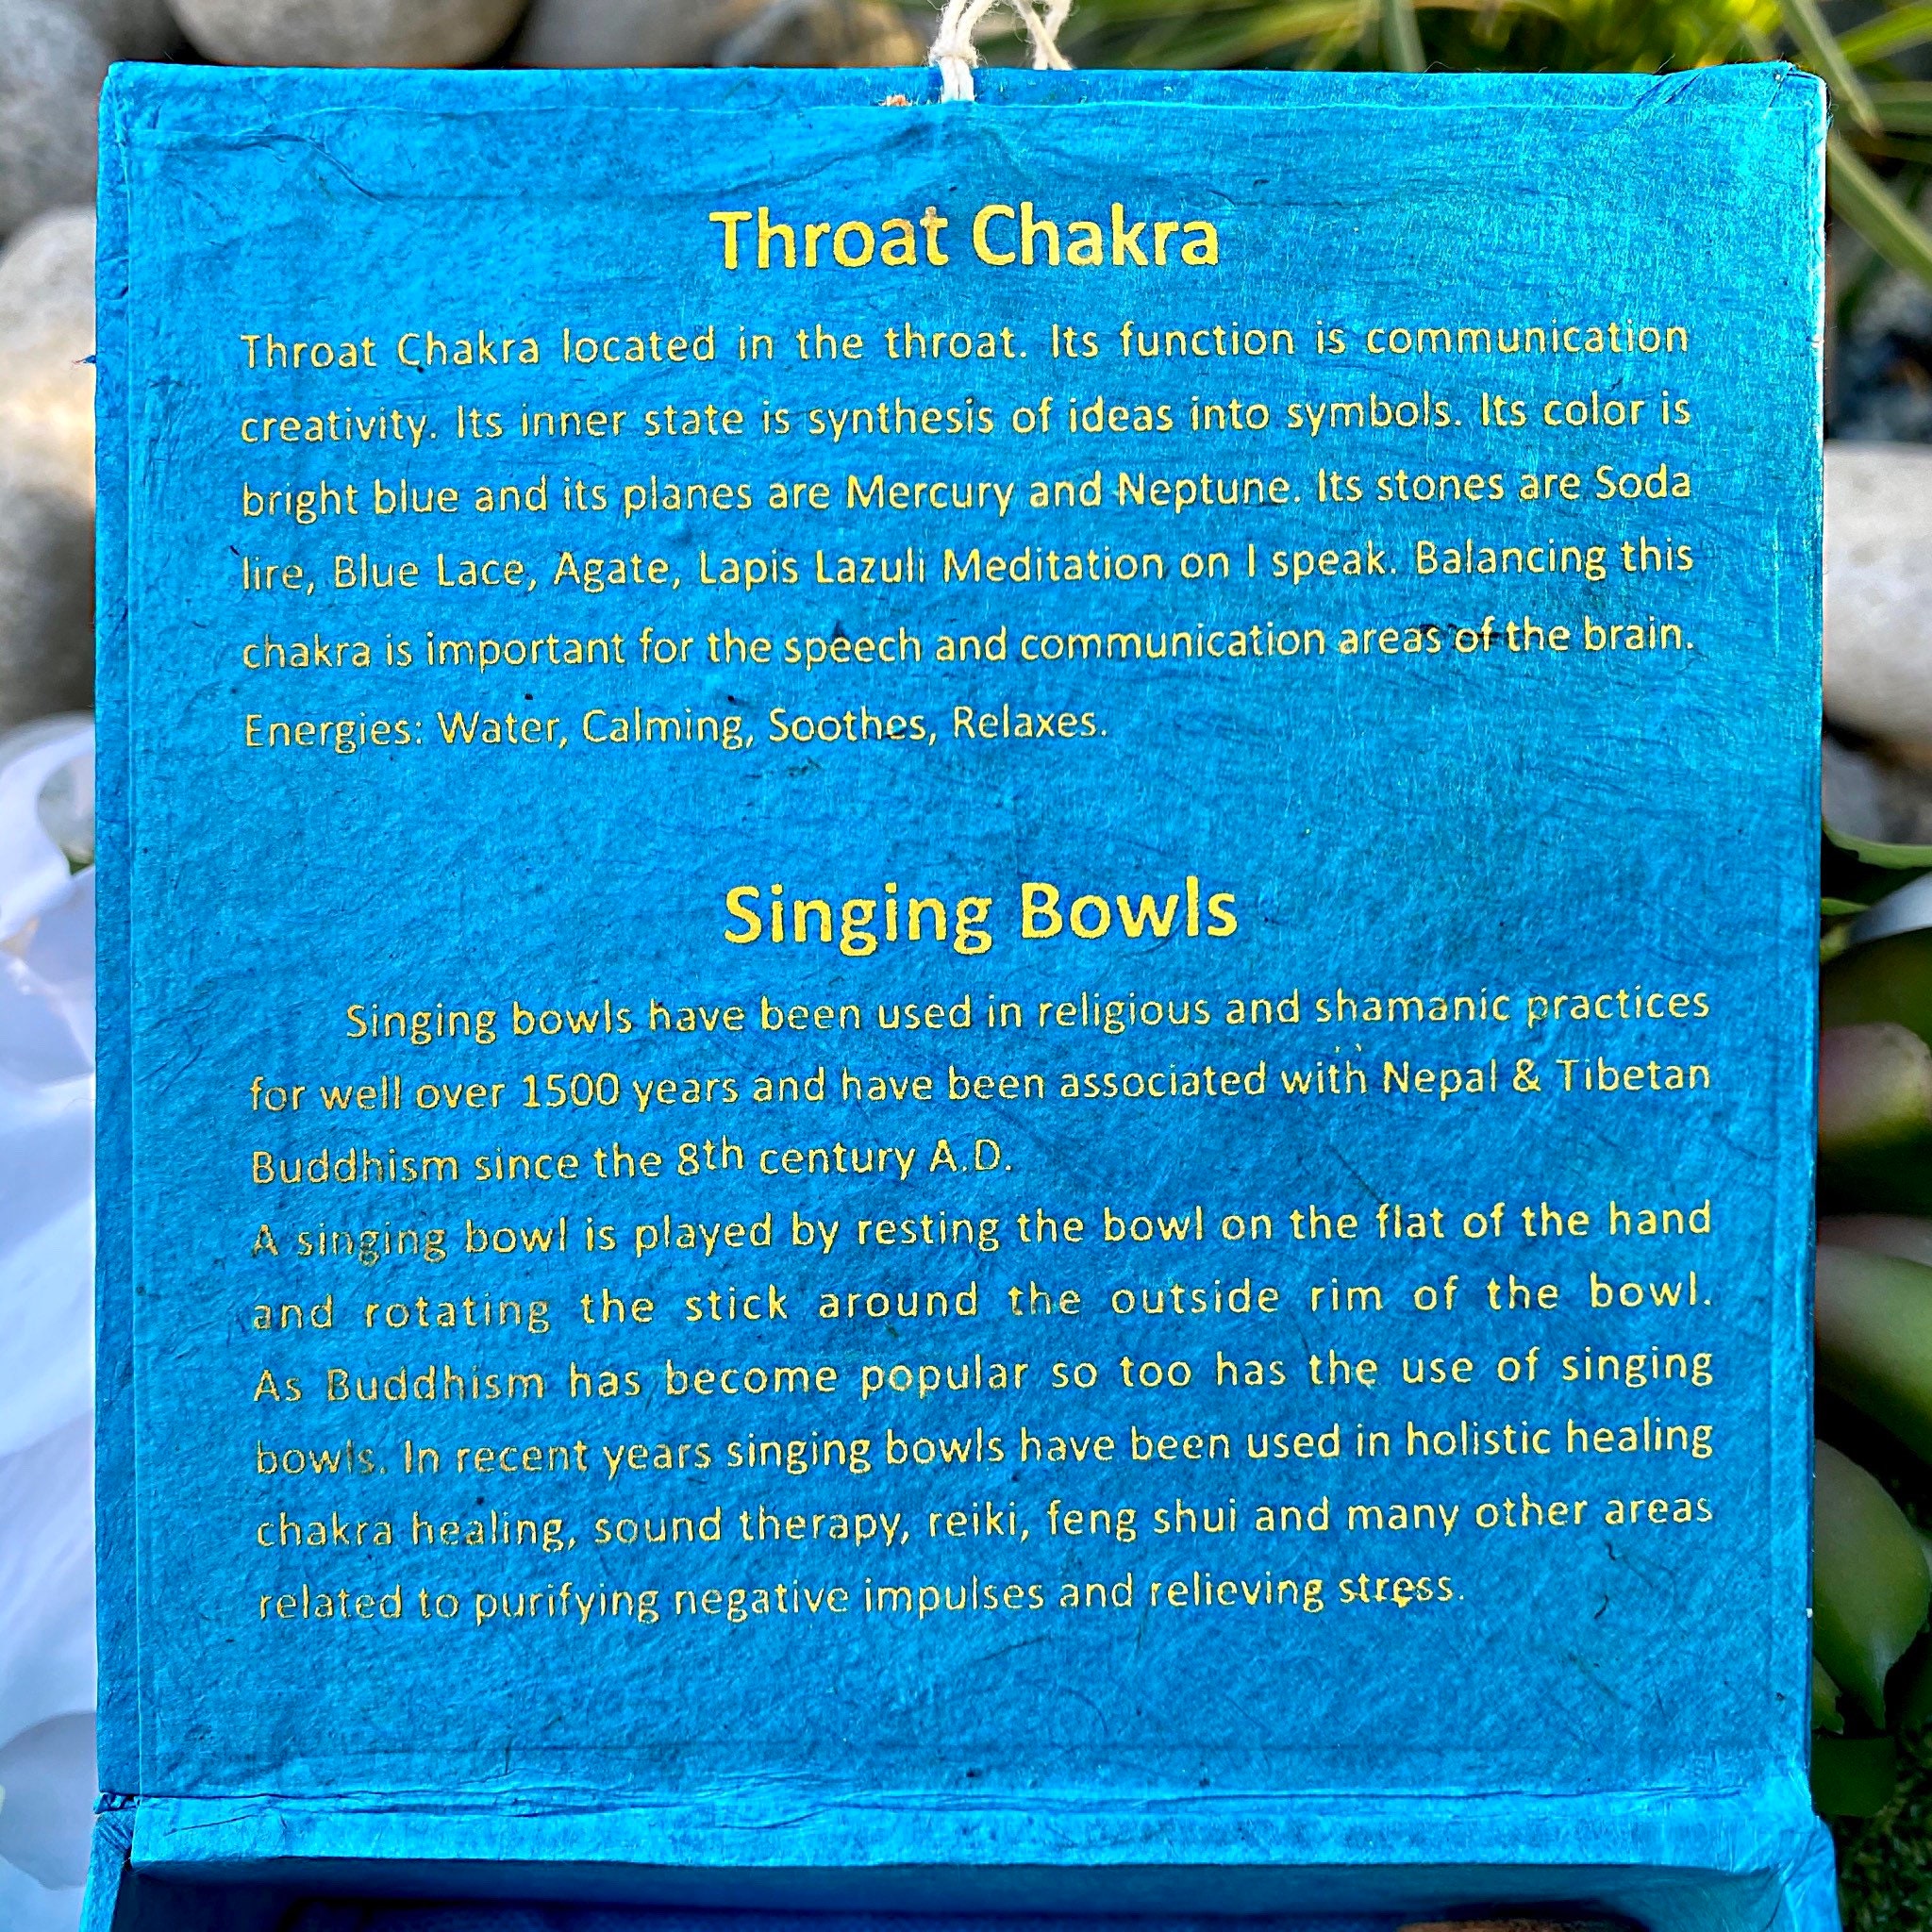 Throat Chakra
Throat Chakra located in the throat. Its function is communication
creativity. Its inner state is synthesis of ideas into symbols. Its color is
bright blue and its planes are Mercury and Neptune. Its stones are Soda
lire, Blue Lace, Agate, Lapis Lazuli Meditation on I speak. Balancing this
chakra is important for the speech and communication areas of the brain.
Energies: Water, Calming, Soothes, Relaxes.
Singing Bowls
Singing bowls have been used in religious and shamanic practices
for well over 1500 years and have been associated with Nepal & Tibetan
Buddhism since the 8th century A.D.
A singing bowl is played by resting the bowl on the flat of the hand
and rotating the stick around the outside rim of the bowl.
As Buddhism has become popular so too has the use of singing
bowls. In recent years singing bowls have been used in holistic healing
chakra healing, sound therapy, reiki, feng shui and many other areas
related to purifying negative impulses and relieving stress.